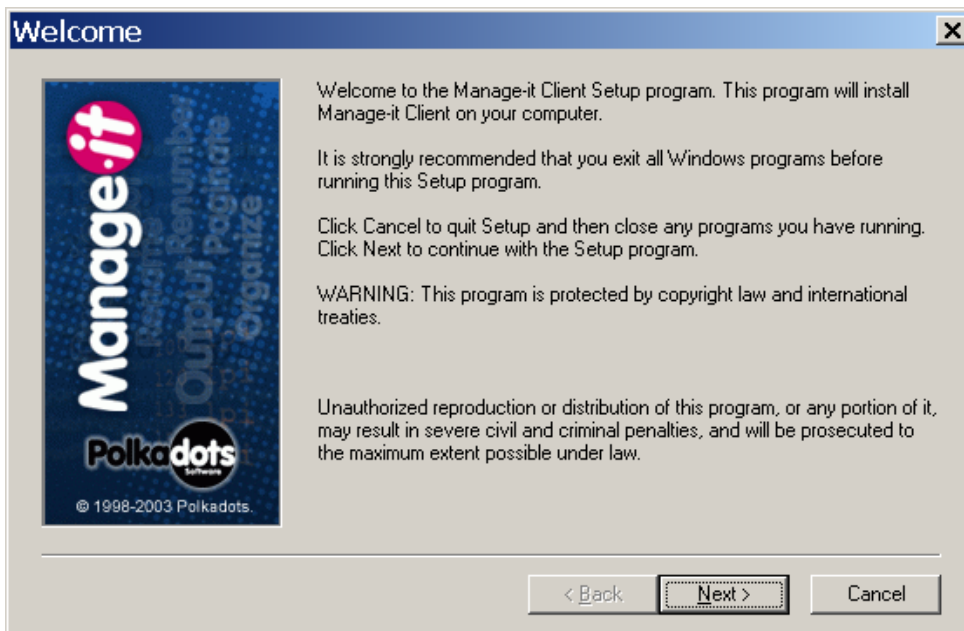 Welcome
Welcome to the Manage-it Client Setup program. This program will install
Manage-it Client on your computer.
It is strongly recommended that you exit all Windows programs before
running this Setup program.
Click Cancel to quit Setup and then close any programs you have running.
Click Next to continue with the Setup program.
WARNING: This program is protected by copyright law and international
treaties.
Unauthorized reproduction or distribution of this program, or any portion of it,
may result in severe civil and criminal penalties, and will be prosecuted to
the maximum extent possible under law.
Manage-it
Output
Renumber
Paginate
Organize
Polkadots
Software
© 1998-2003 Polkadots.
< Back
Next >
Cancel